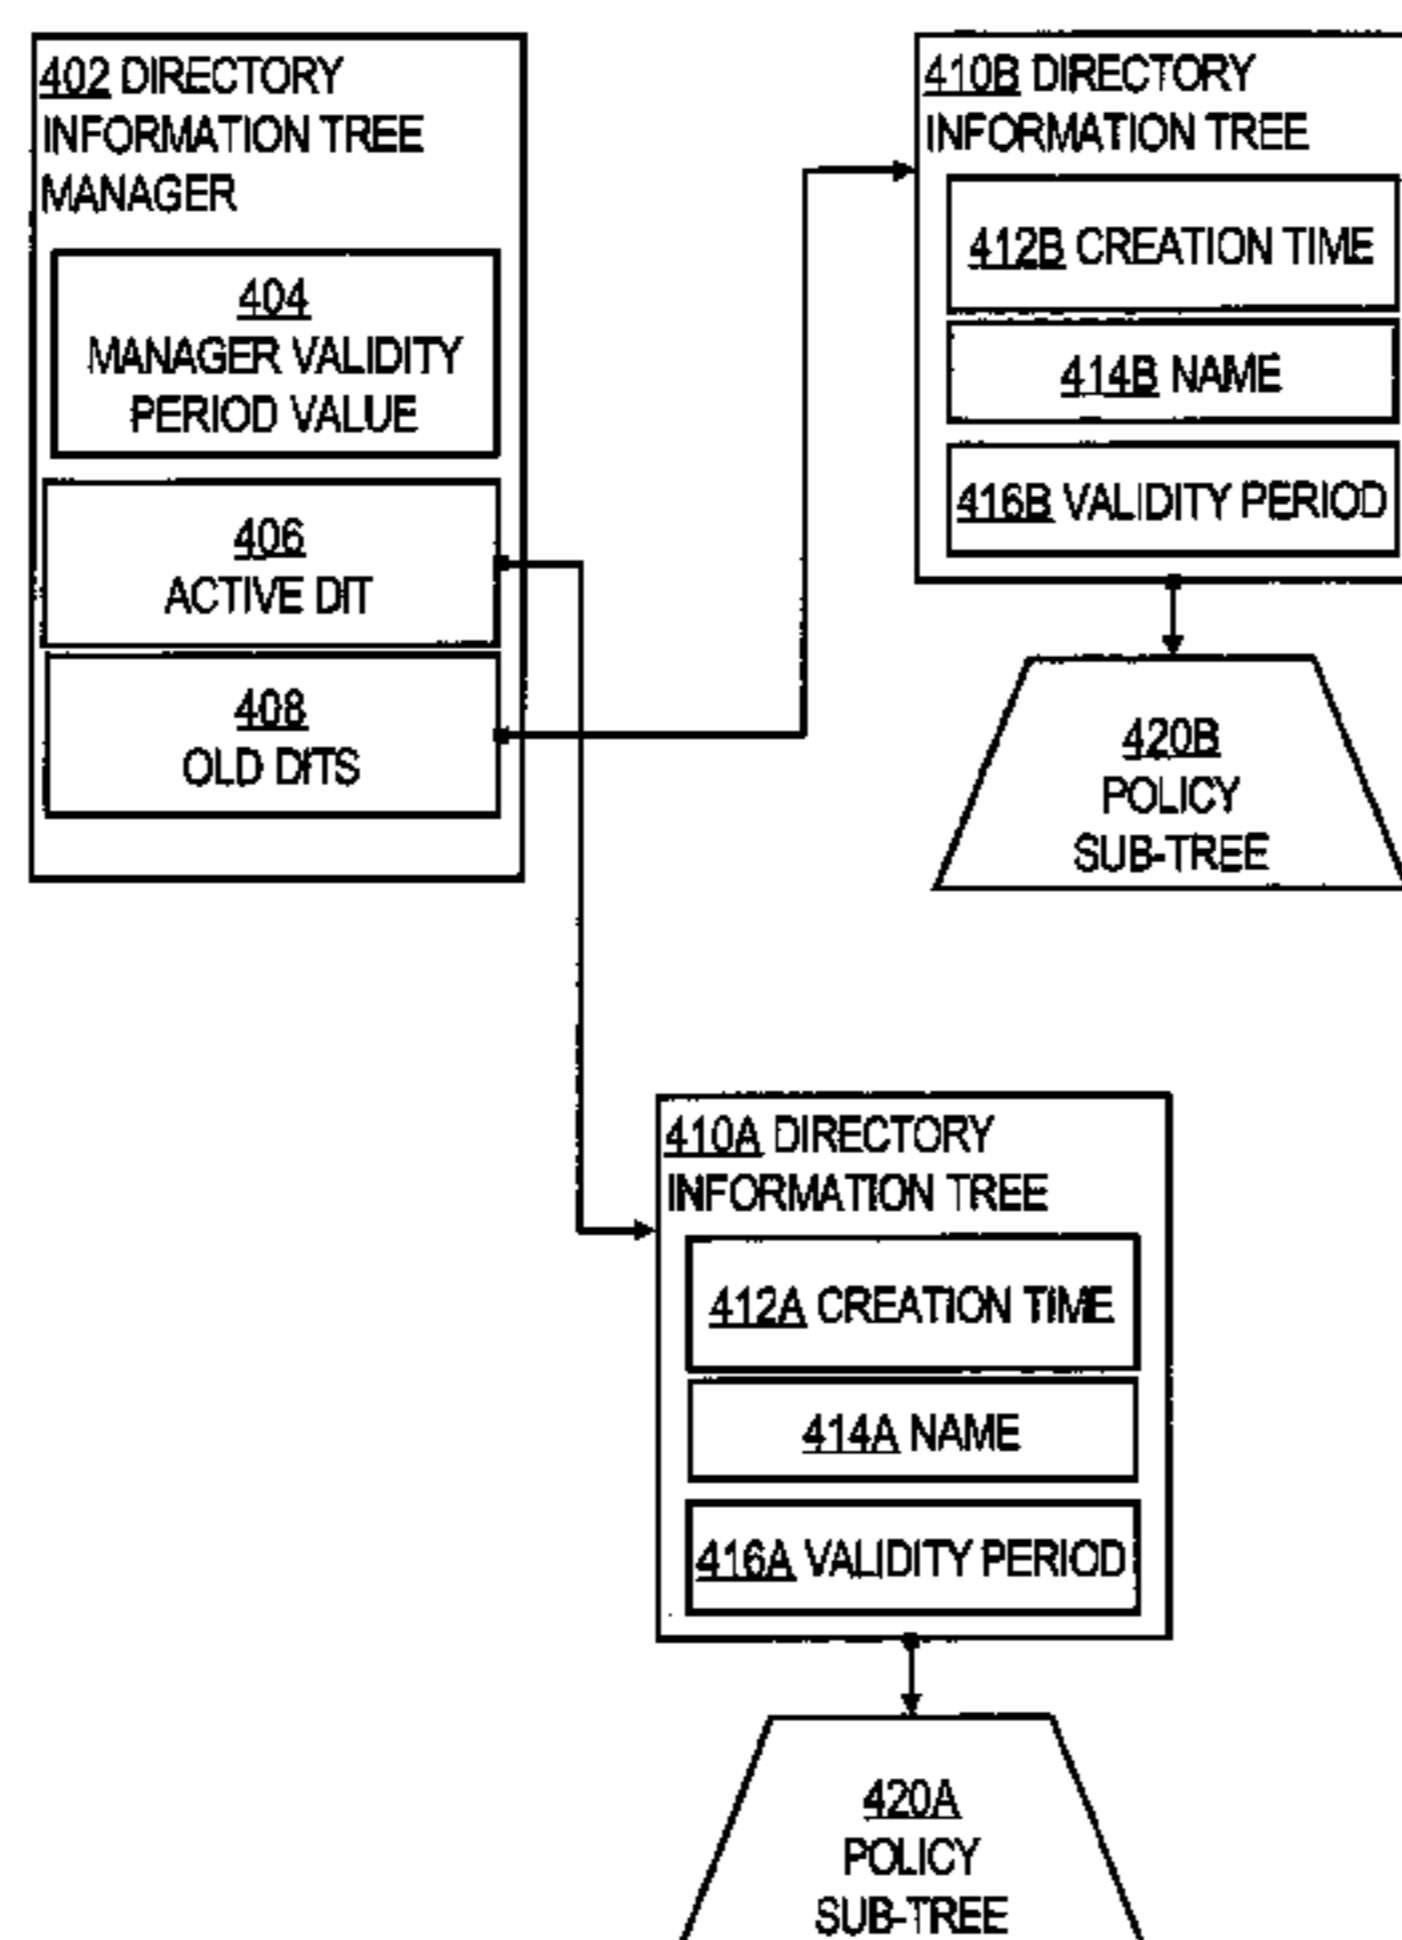 402 DIRECTORY
INFORMATION TREE
MANAGER
404
MANAGER VALIDITY
PERIOD VALUE
406
ACTIVE DIT
408
OLD DITS
410B DIRECTORY
INFORMATION TREE
412B CREATION TIME
414B NAME
416B VALIDITY PERIOD
420B
POLICY
SUB-TREE
410A DIRECTORY
INFORMATION TREE
412A CREATION TIME
414A NAME
416A VALIDITY PERIOD
420A
POLICY
SUB-TREE